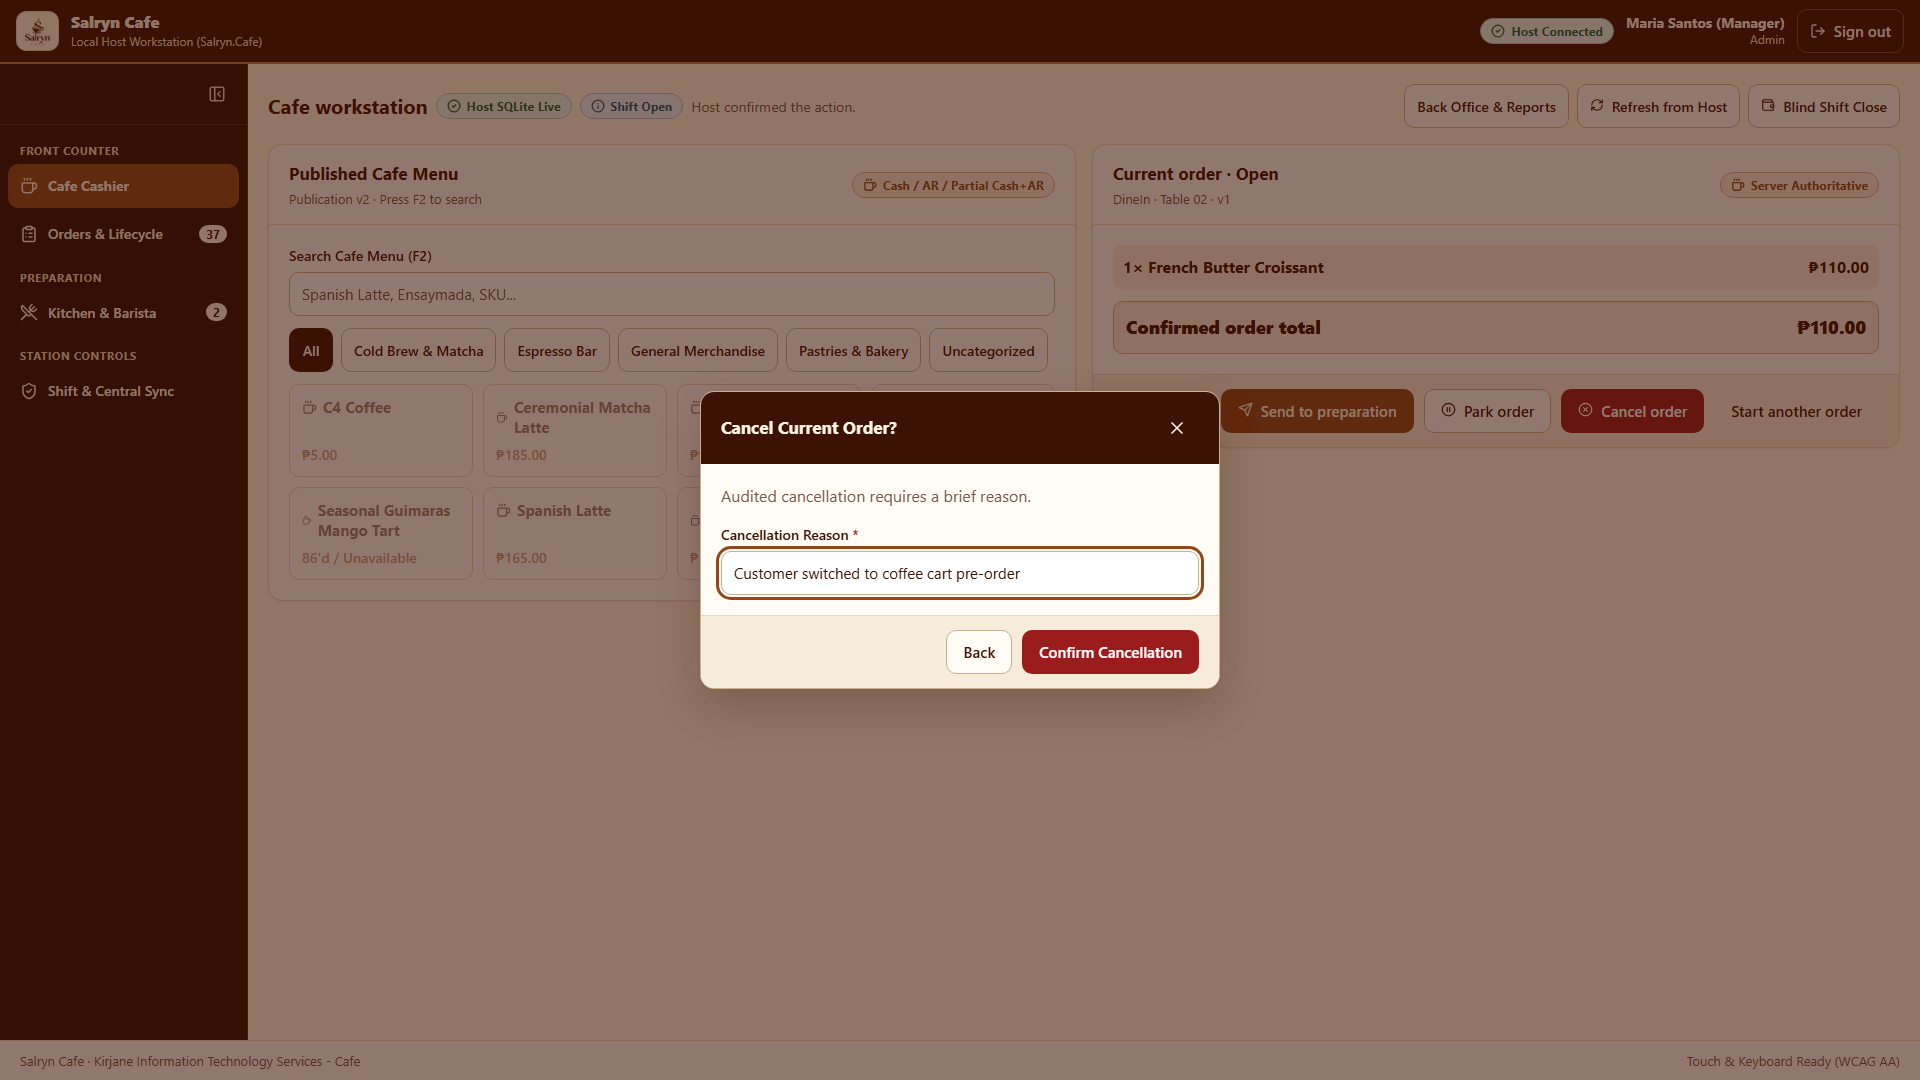 Salryn
Salryn Cafe
Local Host Workstation (Salryn.Cafe)
Host Connected
Maria Santos (Manager)
Admin
Sign out
FRONT COUNTER
Cafe Cashier
Orders & Lifecycle 37
PREPARATION
Kitchen & Barista 2
STATION CONTROLS
Shift & Central Sync
Cafe workstation
Host SQLite Live
Shift Open
Host confirmed the action.
Back Office & Reports
Refresh from Host
Blind Shift Close
Published Cafe Menu
Publication v2 · Press F2 to search
Cash / AR / Partial Cash+AR
Search Cafe Menu (F2)
Spanish Latte, Ensaymada, SKU...
All
Cold Brew & Matcha
Espresso Bar
General Merchandise
Pastries & Bakery
Uncategorized
C4 Coffee
₱5.00
Ceremonial Matcha
Latte
₱185.00
₱
Seasonal Guimaras
Mango Tart
86'd / Unavailable
Spanish Latte
₱165.00
₱
Current order · Open
DineIn · Table 02 · v1
Server Authoritative
1× French Butter Croissant ₱110.00
Confirmed order total ₱110.00
Send to preparation
Park order
Cancel order
Start another order
Cancel Current Order?
Audited cancellation requires a brief reason.
Cancellation Reason *
Customer switched to coffee cart pre-order
Back
Confirm Cancellation
Salryn Cafe · Kirjane Information Technology Services - Cafe
Touch & Keyboard Ready (WCAG AA)